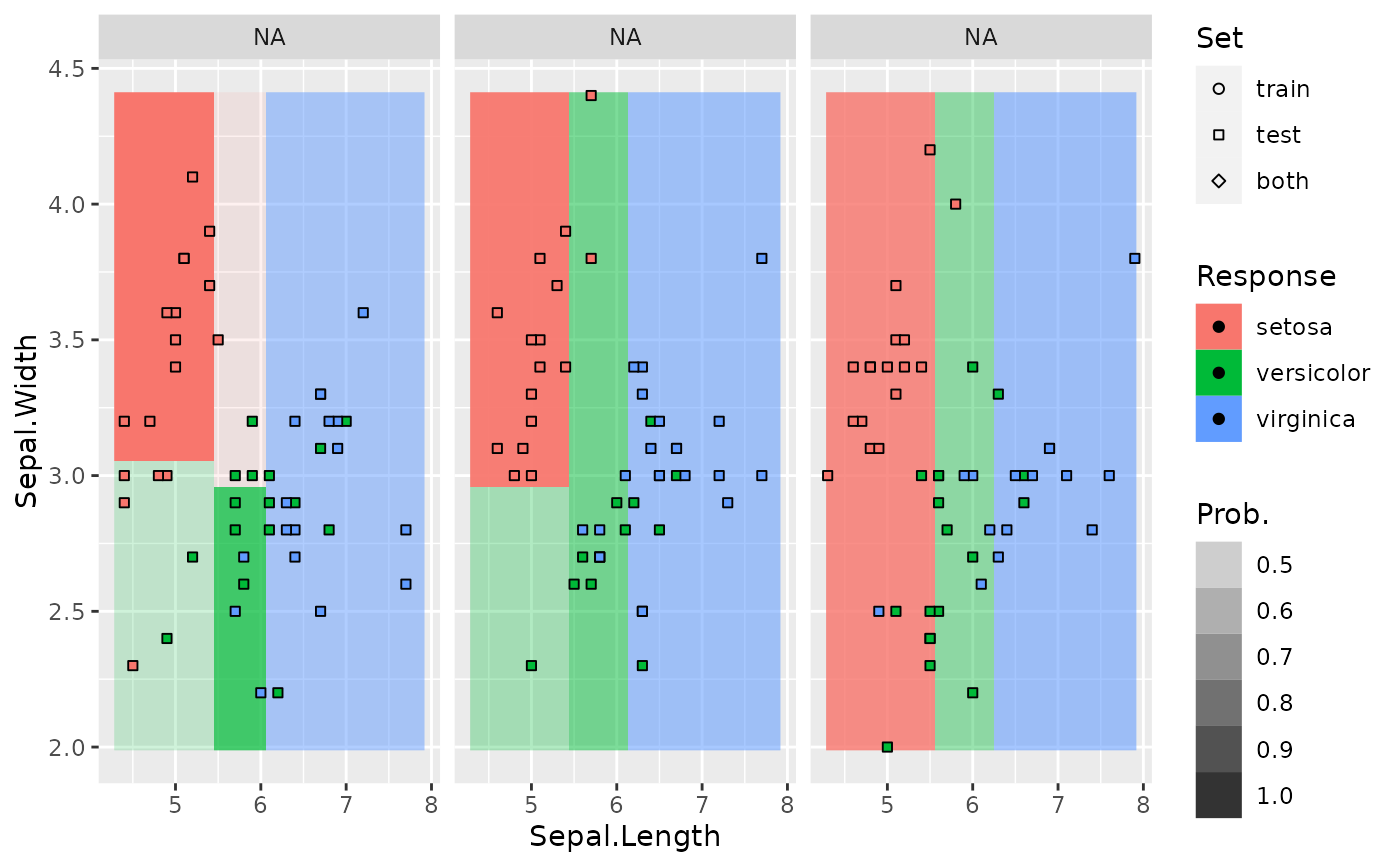 NA NA NA
4.5
4.0
3.5
3.0
2.5
2.0
Sepal.Width
5 6 7 8 5 6 7 8 5 6 7 8
Sepal.Length
Set
train
test
both
Response
setosa
versicolor
virginica
Prob.
0.5
0.6
0.7
0.8
0.9
1.0